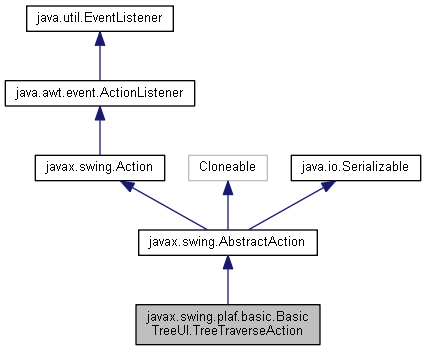 java.util.EventListener
java.awt.event.ActionListener
javax.swing.Action
Cloneable
java.io.Serializable
javax.swing.AbstractAction
javax.swing.plaf.basic.Basic
TreeUI.TreeTraverseAction